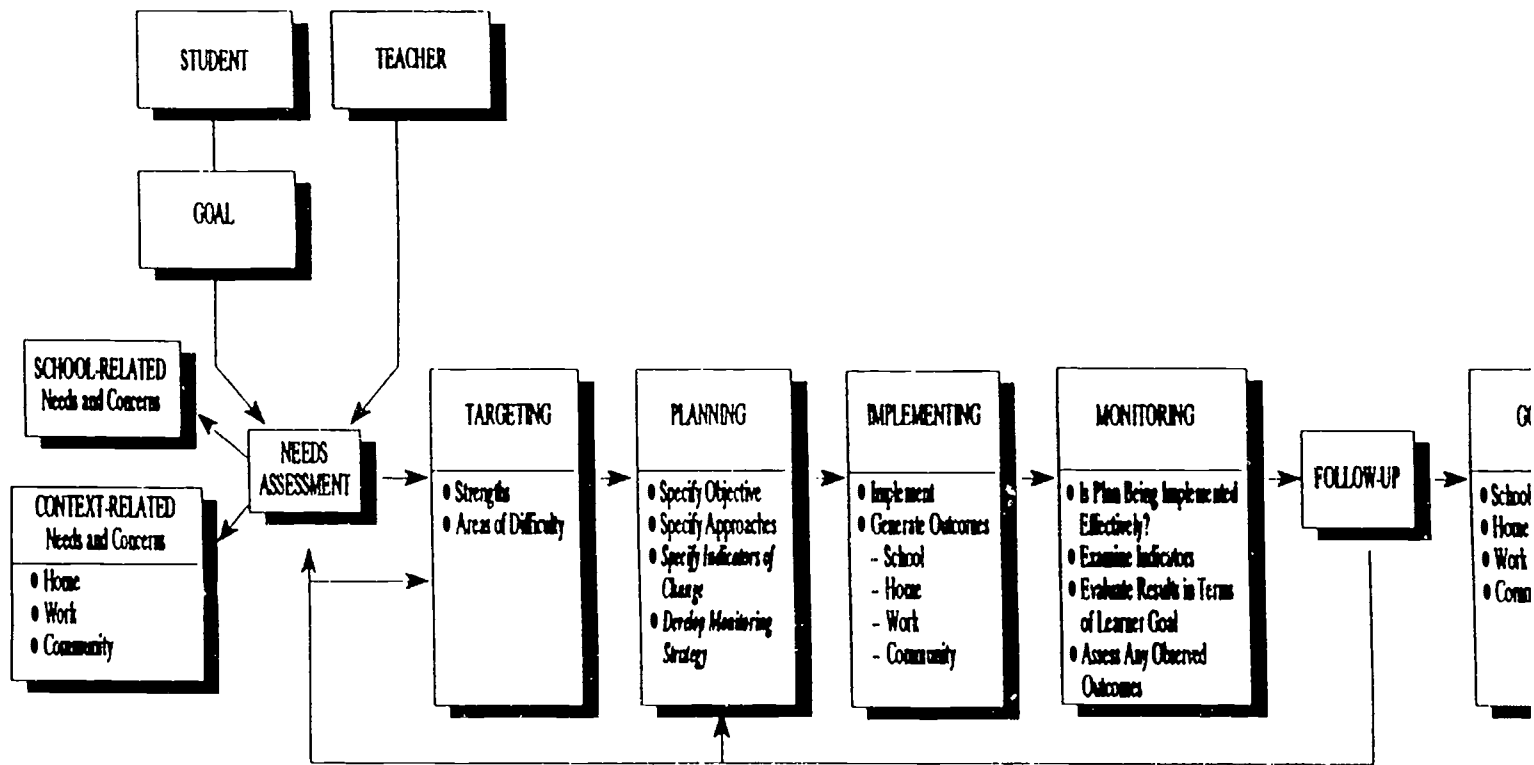 STUDENT
TEACHER
GOAL
SCHOOL-RELATED
Needs and Concerns
NEEDS
ASSESSMENT
CONTEXT-RELATED
Needs and Concerns
• Home
• Work
• Community
TARGETING
• Strengths
• Areas of Difficulty
PLANNING
• Specify Objective
• Specify Approaches
• Specify Indicators of
Change
• Develop Monitoring
Strategy
IMPLEMENTING
• Implement
• Generate Outcomes
– School
– Home
– Work
– Community
MONITORING
• Is Plan Being Implemented
Effectively?
• Examine Indicators
• Evaluate Results in Terms
of Learner Goal
• Assess Any Observed
Outcomes
FOLLOW-UP
• School
• Home
• Work